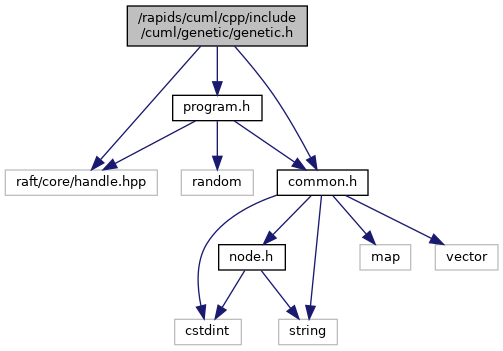 /rapids/cuml/cpp/include
/cuml/genetic/genetic.h
program.h
raft/core/handle.hpp
random
common.h
node.h
map
vector
cstdint
string